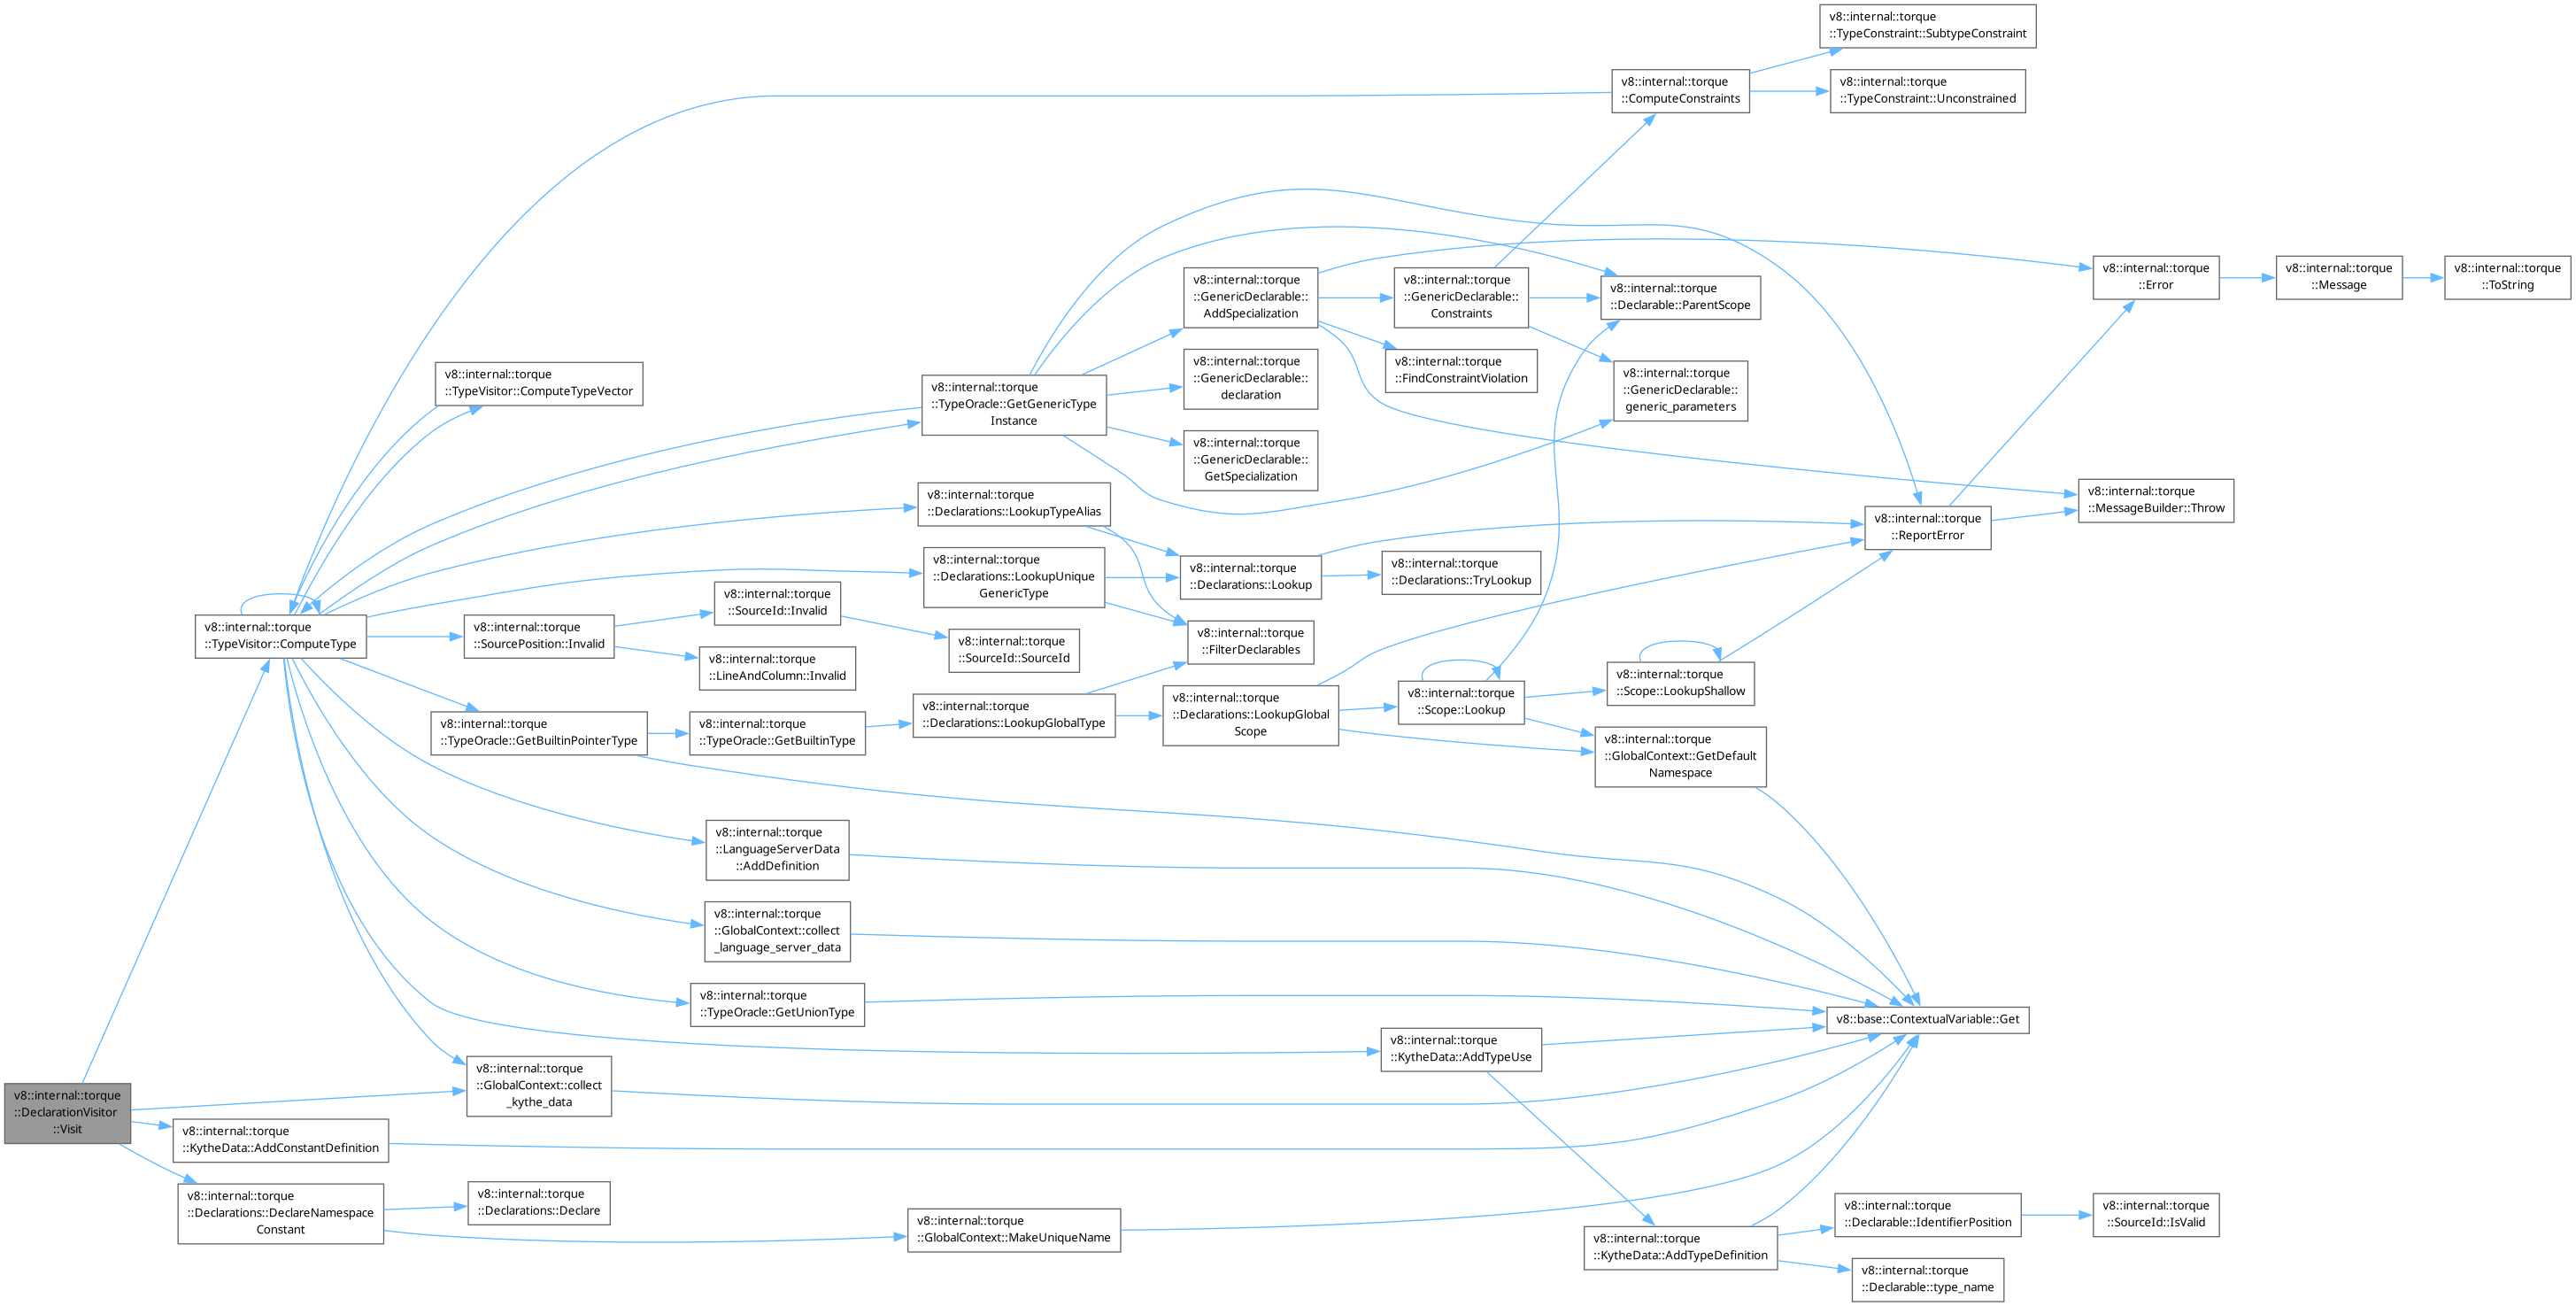 v8::internal::torque
::TypeConstraint::SubtypeConstraint
v8::internal::torque
::ComputeConstraints
v8::internal::torque
::TypeConstraint::Unconstrained
v8::internal::torque
::GenericDeclarable::
AddSpecialization
v8::internal::torque
::GenericDeclarable::
Constraints
v8::internal::torque
::Declarable::ParentScope
v8::internal::torque
::Error
v8::internal::torque
::Message
v8::internal::torque
::ToString
v8::internal::torque
::TypeVisitor::ComputeTypeVector
v8::internal::torque
::TypeOracle::GetGenericType
Instance
v8::internal::torque
::GenericDeclarable::
declaration
v8::internal::torque
::FindConstraintViolation
v8::internal::torque
::GenericDeclarable::
generic_parameters
v8::internal::torque
::GenericDeclarable::
GetSpecialization
v8::internal::torque
::Declarations::LookupTypeAlias
v8::internal::torque
::MessageBuilder::Throw
v8::internal::torque
::ReportError
v8::internal::torque
::Declarations::LookupUnique
GenericType
v8::internal::torque
::Declarations::Lookup
v8::internal::torque
::Declarations::TryLookup
v8::internal::torque
::TypeVisitor::ComputeType
v8::internal::torque
::SourcePosition::Invalid
v8::internal::torque
::SourceId::Invalid
v8::internal::torque
::SourceId::SourceId
v8::internal::torque
::FilterDeclarables
v8::internal::torque
::LineAndColumn::Invalid
v8::internal::torque
::TypeOracle::GetBuiltinPointerType
v8::internal::torque
::TypeOracle::GetBuiltinType
v8::internal::torque
::Declarations::LookupGlobalType
v8::internal::torque
::Declarations::LookupGlobal
Scope
v8::internal::torque
::Scope::Lookup
v8::internal::torque
::Scope::LookupShallow
v8::internal::torque
::GlobalContext::GetDefault
Namespace
v8::internal::torque
::LanguageServerData
::AddDefinition
v8::internal::torque
::GlobalContext::collect
_language_server_data
v8::internal::torque
::TypeOracle::GetUnionType
v8::base::ContextualVariable::Get
v8::internal::torque
::KytheData::AddTypeUse
v8::internal::torque
::GlobalContext::collect
_kythe_data
v8::internal::torque
::DeclarationVisitor
::Visit
v8::internal::torque
::KytheData::AddConstantDefinition
v8::internal::torque
::Declarations::DeclareNamespace
Constant
v8::internal::torque
::Declarations::Declare
v8::internal::torque
::GlobalContext::MakeUniqueName
v8::internal::torque
::KytheData::AddTypeDefinition
v8::internal::torque
::Declarable::IdentifierPosition
v8::internal::torque
::SourceId::IsValid
v8::internal::torque
::Declarable::type_name